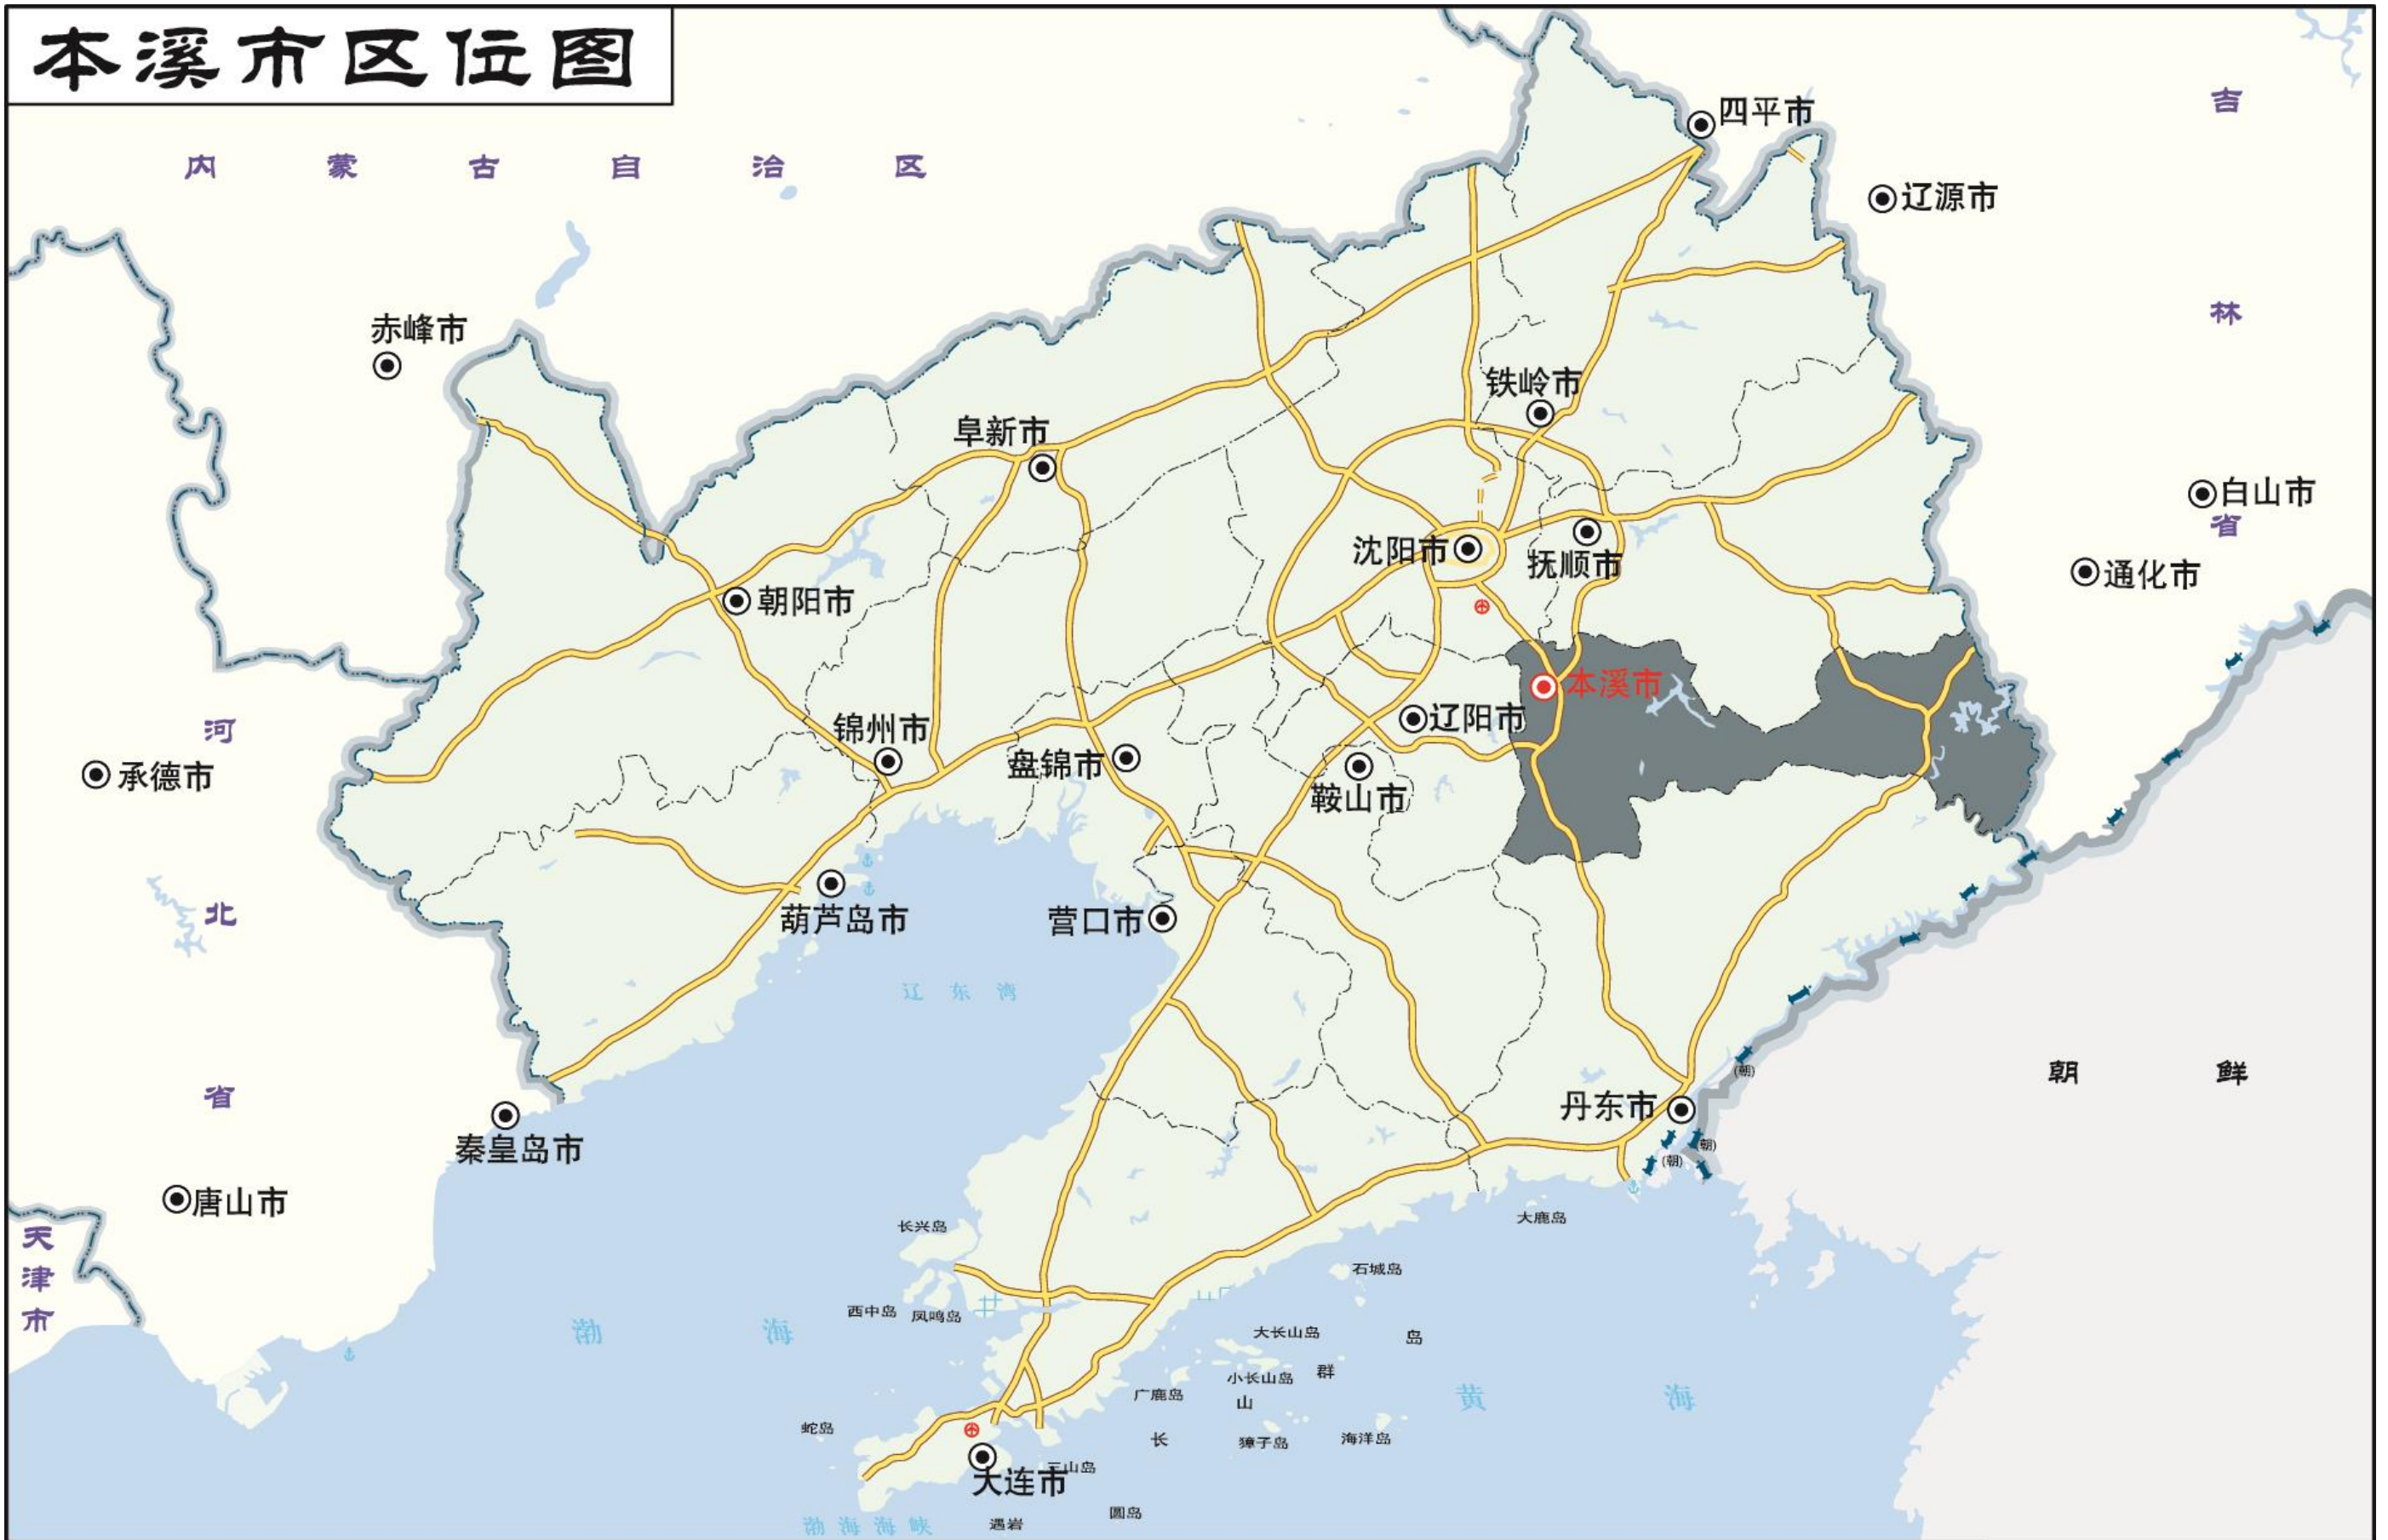 本溪市区位图
四平市
吉林省
内蒙古自治区
辽源市
赤峰市
铁岭市
阜新市
白山市
沈阳市
抚顺市
通化市
朝阳市
本溪市
河北省
锦州市
辽阳市
盘锦市
鞍山市
承德市
葫芦岛市
营口市
辽东湾
朝鲜
(朝)
丹东市
秦皇岛市
(朝)
(朝)
唐山市
天津市
长兴岛
大鹿岛
石城岛
西中岛
凤鸣岛
渤海
大长山岛
小长山岛
长山群岛
广鹿岛
黄海
蛇岛
獐子岛
海洋岛
三山岛
大连市
圆岛
遇岩
渤海海峡